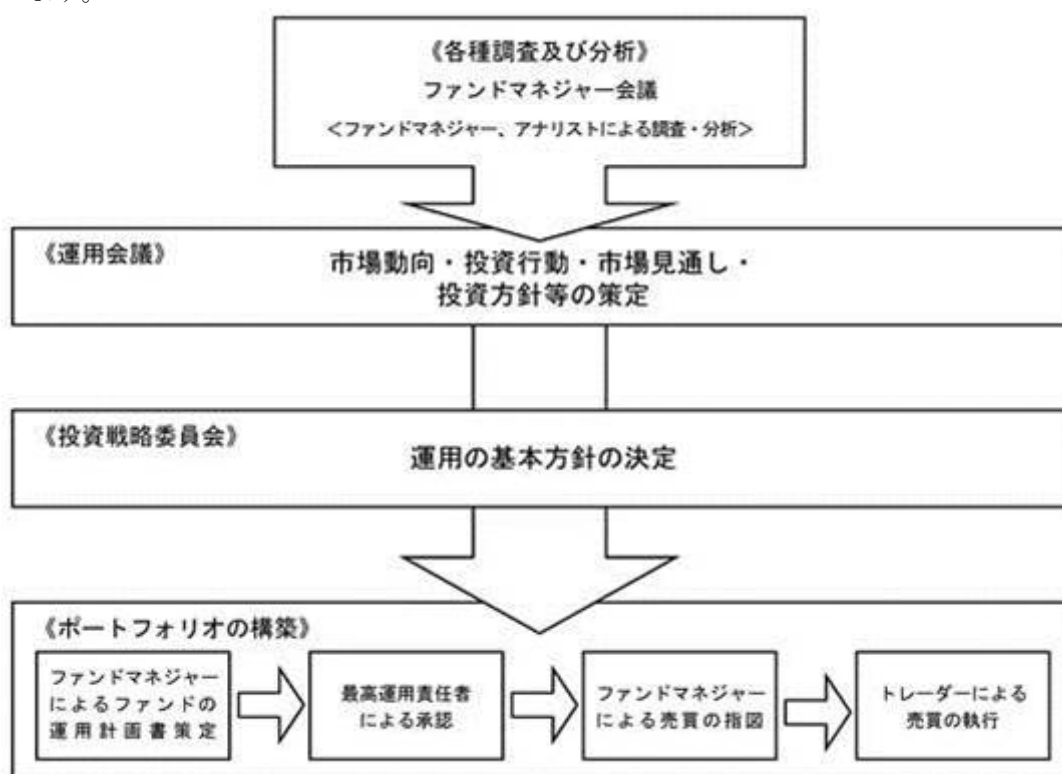 ます。
《各種調査及び分析》
ファンドマネジャー会議
＜ファンドマネジャー、アナリストによる調査・分析＞
《運用会議》
市場動向・投資行動・市場見通し・
投資方針等の策定
《投資戦略委員会》
運用の基本方針の決定
《ポートフォリオの構築》
ファンドマネジャー
によるファンドの
運用計画書策定
最高運用責任者
による承認
ファンドマネジャー
による売買の指図
トレーダーによる
売買の執行